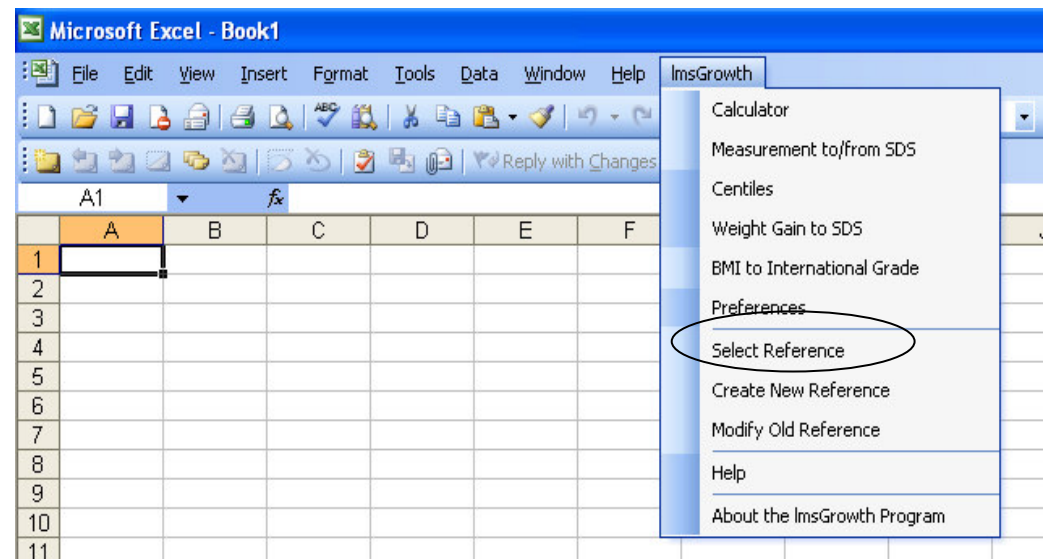 Microsoft Excel - Book1
File Edit View Insert Format Tools Data Window Help lmsGrowth
Calculator
ABC
Measurement to/from SDS
Reply with Changes
Centiles
A1 fx
Weight Gain to SDS
A B C D E F J
BMI to International Grade
1
2
Preferences
3
Select Reference
4
5
Create New Reference
6
Modify Old Reference
7
8
Help
9
About the lmsGrowth Program
10
11